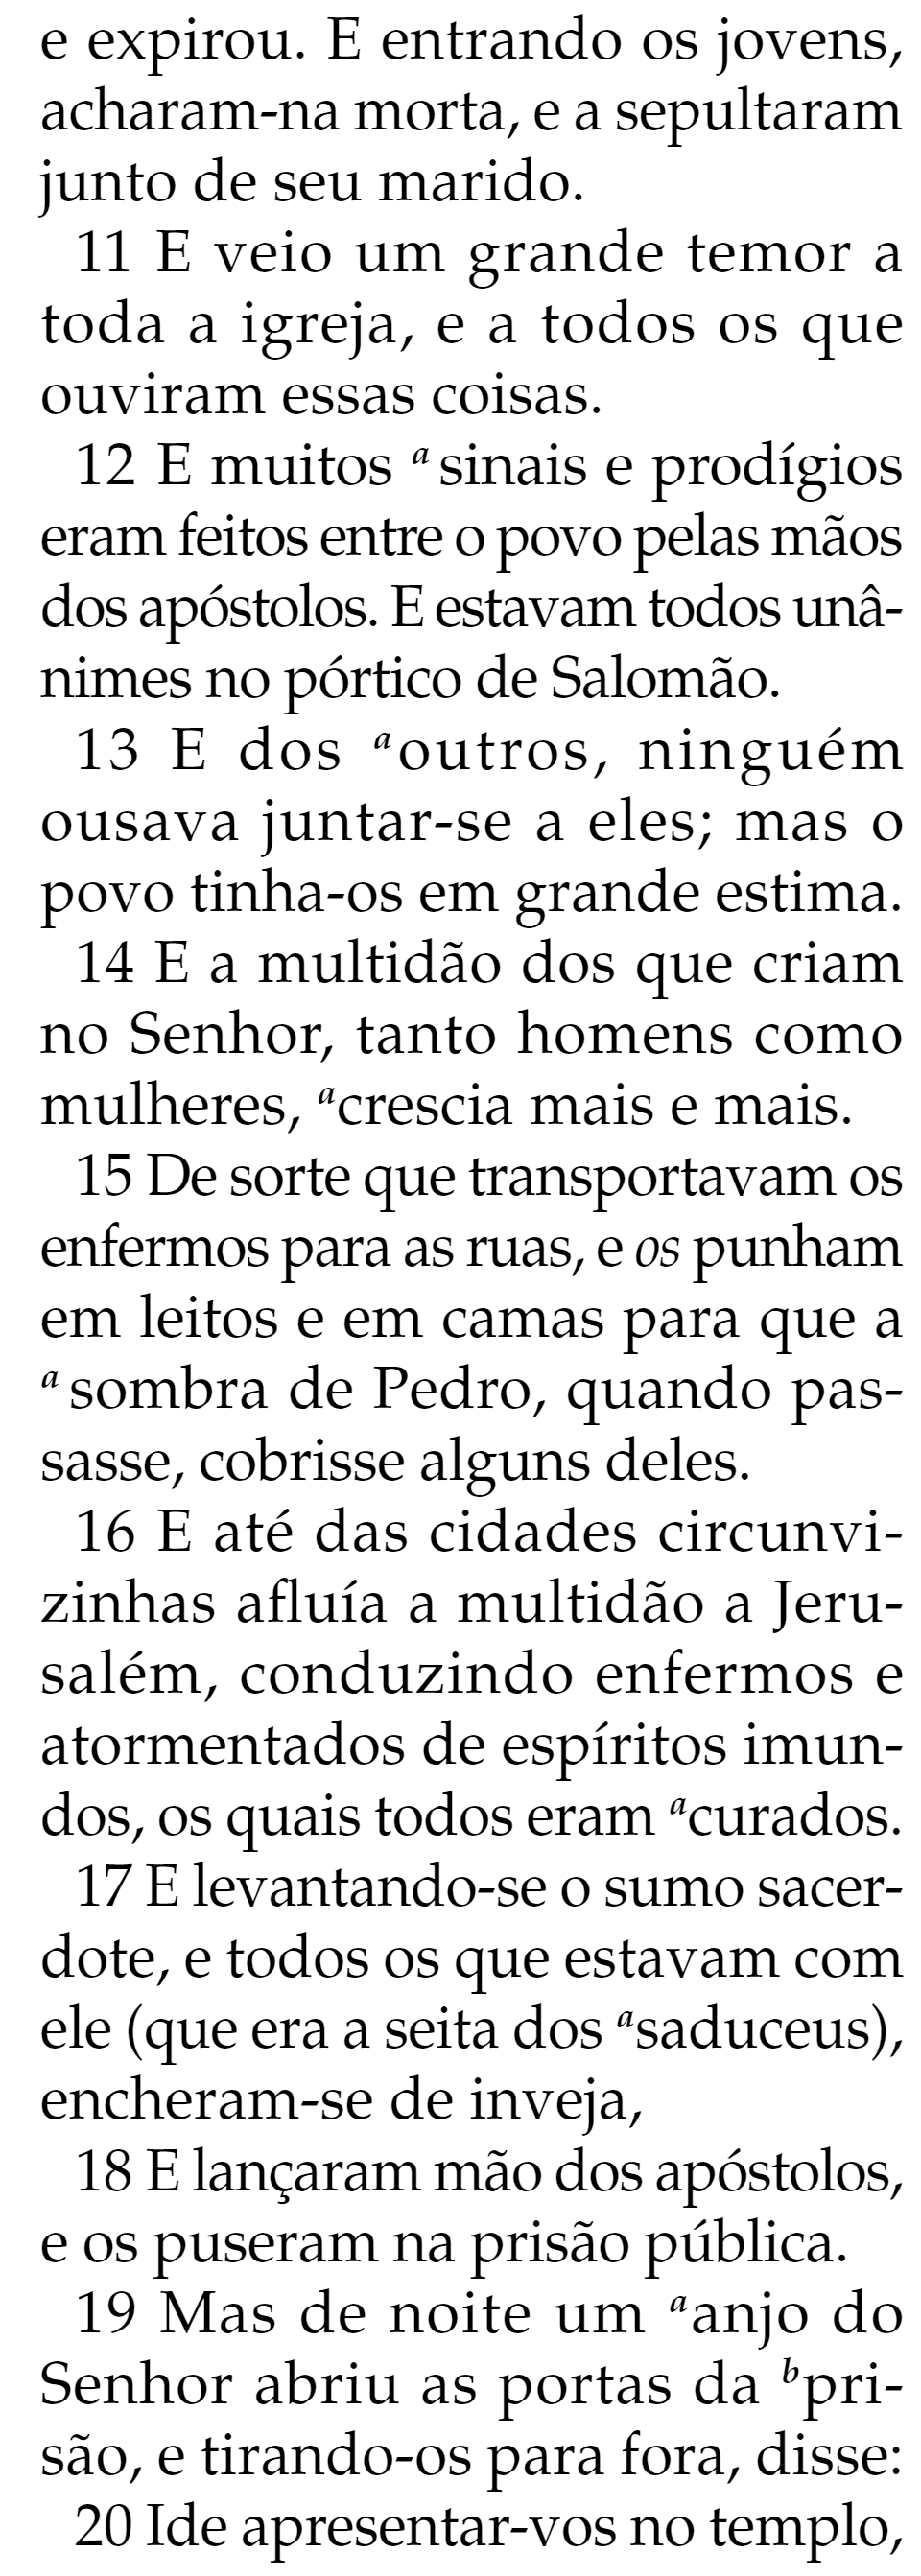 e expirou. E entrando os jovens,
acharam-na morta, e a sepultaram
junto de seu marido.
11 E veio um grande temor a
toda a igreja, e a todos os que
ouviram essas coisas.
12 E muitos a sinais e prodígios
eram feitos entre o povo pelas mãos
dos apóstolos. E estavam todos unâ-
nimes no pórtico de Salomão.
13 E dos a outros, ninguém
ousava juntar-se a eles; mas o
povo tinha-os em grande estima.
14 E a multidão dos que criam
no Senhor, tanto homens como
mulheres, a crescia mais e mais.
15 De sorte que transportavam os
enfermos para as ruas, e os punham
em leitos e em camas para que a
a sombra de Pedro, quando pas-
sasse, cobrisse alguns deles.
16 E até das cidades circunvi-
zinhas afluía a multidão a Jeru-
salém, conduzindo enfermos e
atormentados de espíritos imun-
dos, os quais todos eram a curados.
17 E levantando-se o sumo sacer-
dote, e todos os que estavam com
ele (que era a seita dos a saduceus),
encheram-se de inveja,
18 E lançaram mão dos apóstolos,
e os puseram na prisão pública.
19 Mas de noite um a anjo do
Senhor abriu as portas da b pri-
são, e tirando-os para fora, disse:
20 Ide apresentar-vos no templo,